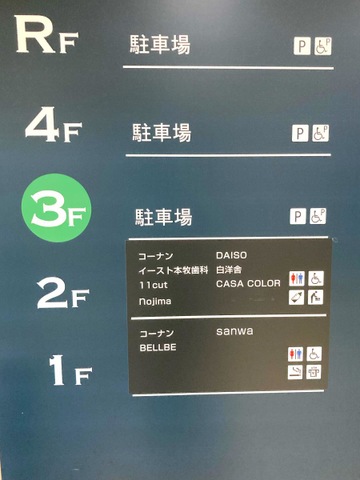 RF 駐車場 P P
4F 駐車場 P P
3F 駐車場 P P
コーナン DAISO
イースト本牧歯科 白洋舎
11cut CASA COLOR
2F nojima
コーナン sanwa
BELLBE
1F